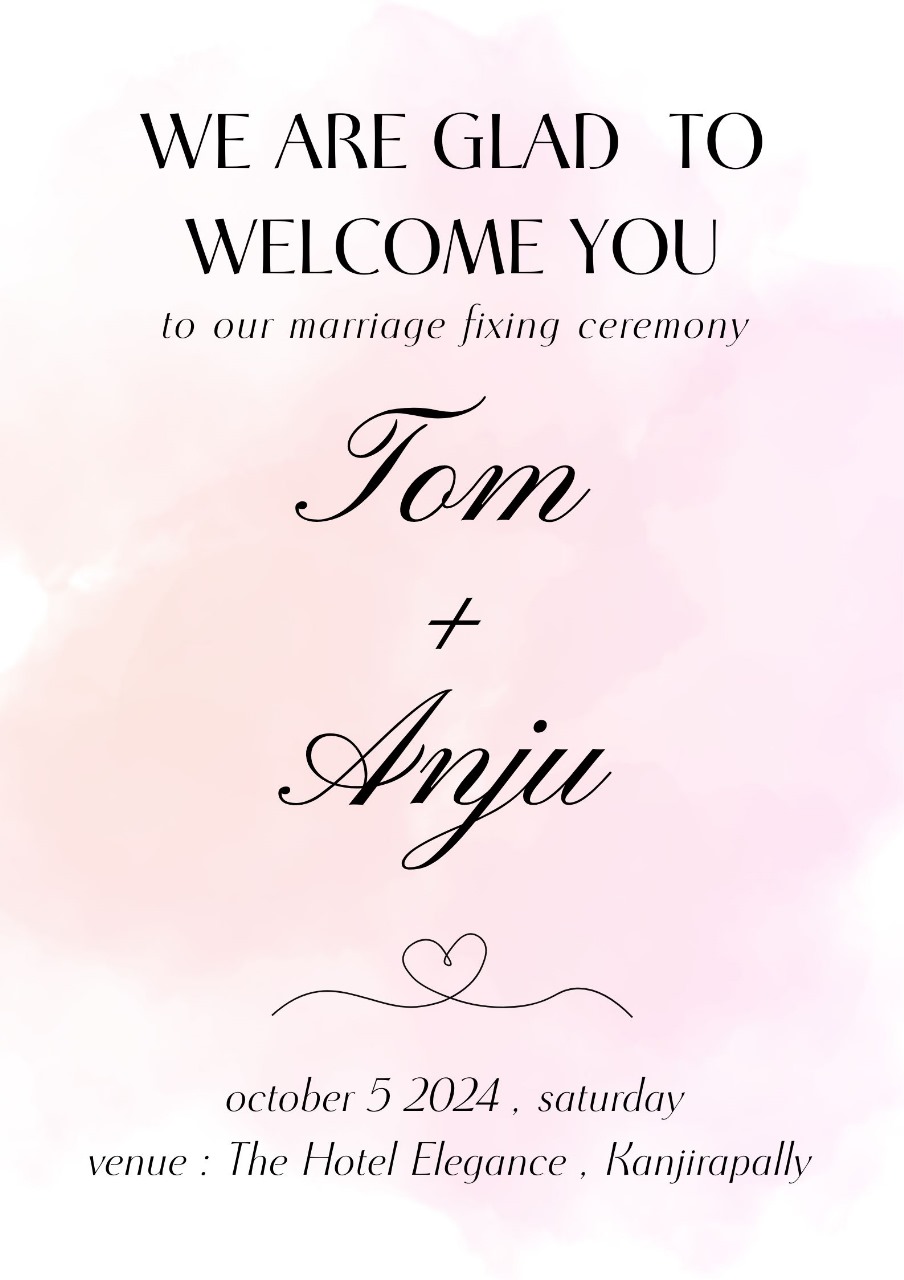 WE ARE GLAD TO
WELCOME YOU
to our marriage fixing ceremony
Tom
+
Anju
october 5 2024 , saturday
venue : The Hotel Elegance , Kanjirapally